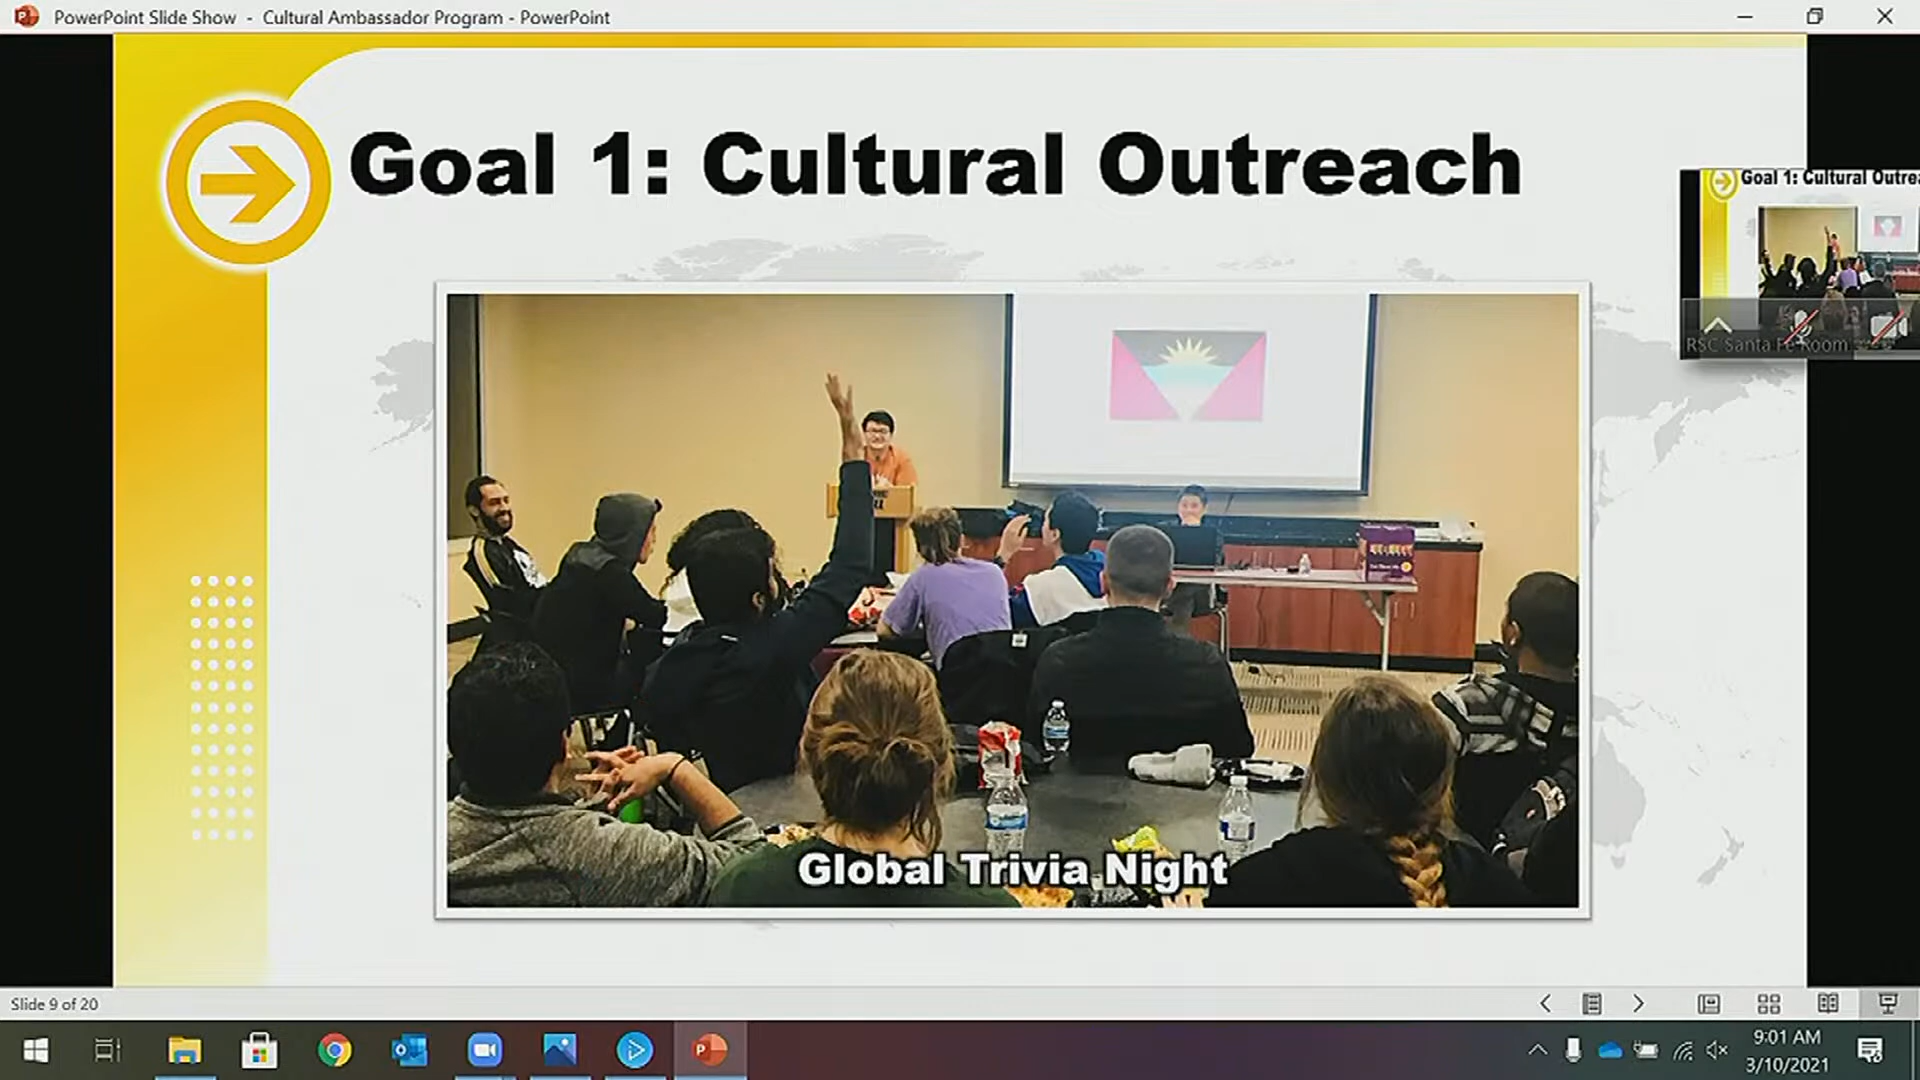 PowerPoint Slide Show - Cultural Ambassador Program - PowerPoint
Goal 1: Cultural Outreach
Goal 1: Cultural Outrea
RSC Santa Fe Room
Global Trivia Night
Slide 9 of 20
9:01 AM
3/10/2021